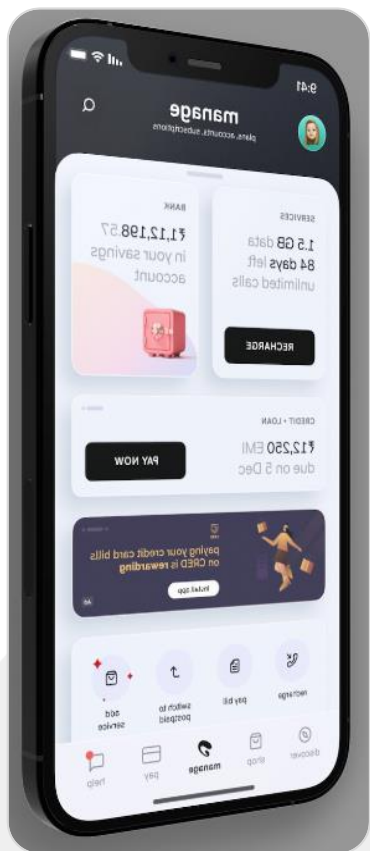 9:41
manage
plans, accounts, subscriptions
SERVICES
1.5 GB data
84 days left
unlimited calls
RECHARGE
BANK
₹1,12,198.57
in your savings
account
CREDIT • LOAN
₹12,250 EMI
due on 5 Dec
PAY NOW
paying your credit card bills
on CRED is rewarding
Install app
Ad
recharge
bill pay
switch to
postpaid
add
service
discover
shop
manage
pay
help